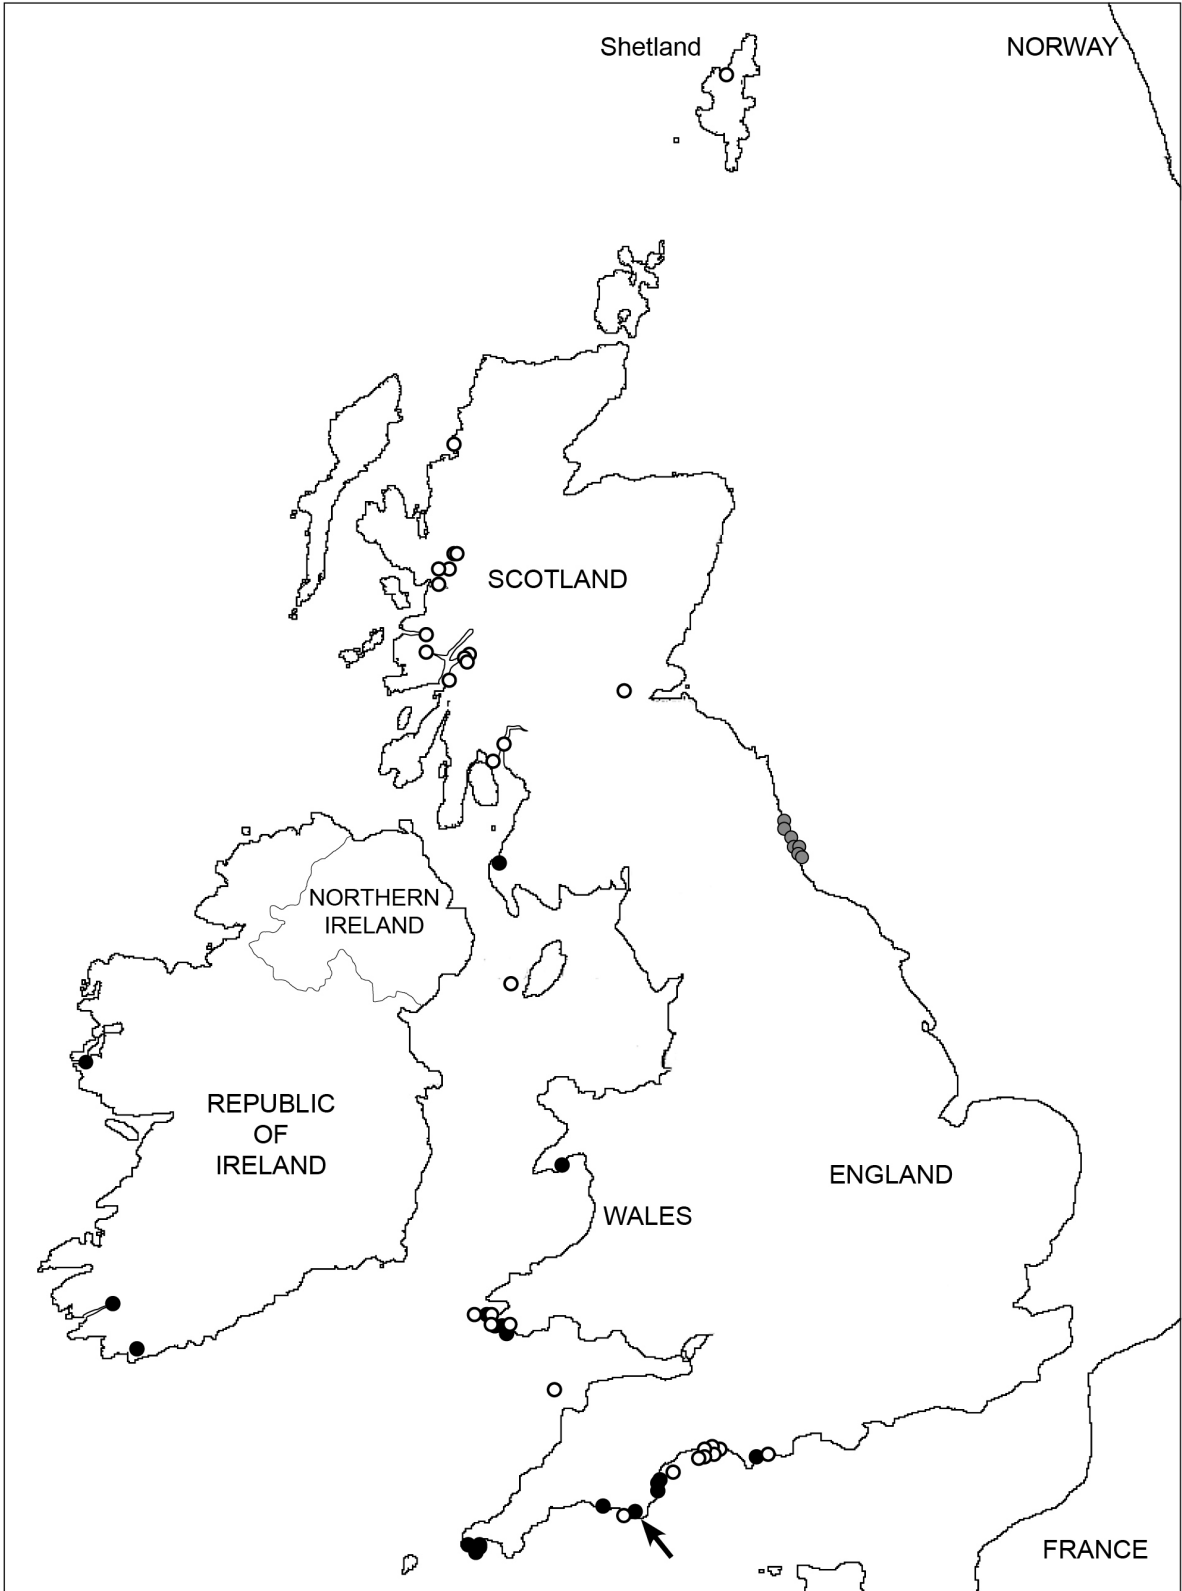 Shetland
NORWAY
SCOTLAND
NORTHERN
IRELAND
REPUBLIC
OF
IRELAND
ENGLAND
WALES
FRANCE